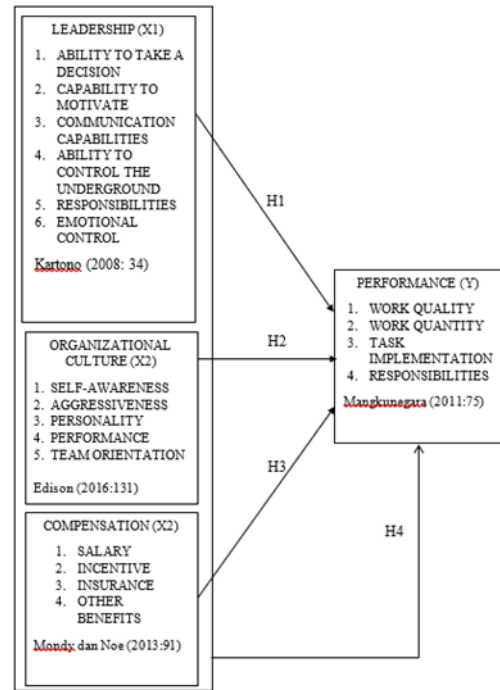 LEADERSHIP (X1)
1. ABILITY TO TAKE A
DECISION
2. CAPABILITY TO
MOTIVATE
3. COMMUNICATION
CAPABILITIES
4. ABILITY TO
CONTROL THE
UNDERGROUND
5. RESPONSIBILITIES
6. EMOTIONAL
CONTROL
Kartono (2008: 34)
H1
ORGANIZATIONAL
CULTURE (X2)
1. SELF-AWARENESS
2. AGGRESSIVENESS
3. PERSONALITY
4. PERFORMANCE
5. TEAM ORIENTATION
Edison (2016:131)
H2
COMPENSATION (X2)
1. SALARY
2. INCENTIVE
3. INSURANCE
4. OTHER
BENEFITS
Mondy dan Noe (2013:91)
H3
PERFORMANCE (Y)
1. WORK QUALITY
2. WORK QUANTITY
3. TASK
IMPLEMENTATION
4. RESPONSIBILITIES
Mangkunegara (2011:75)
H4